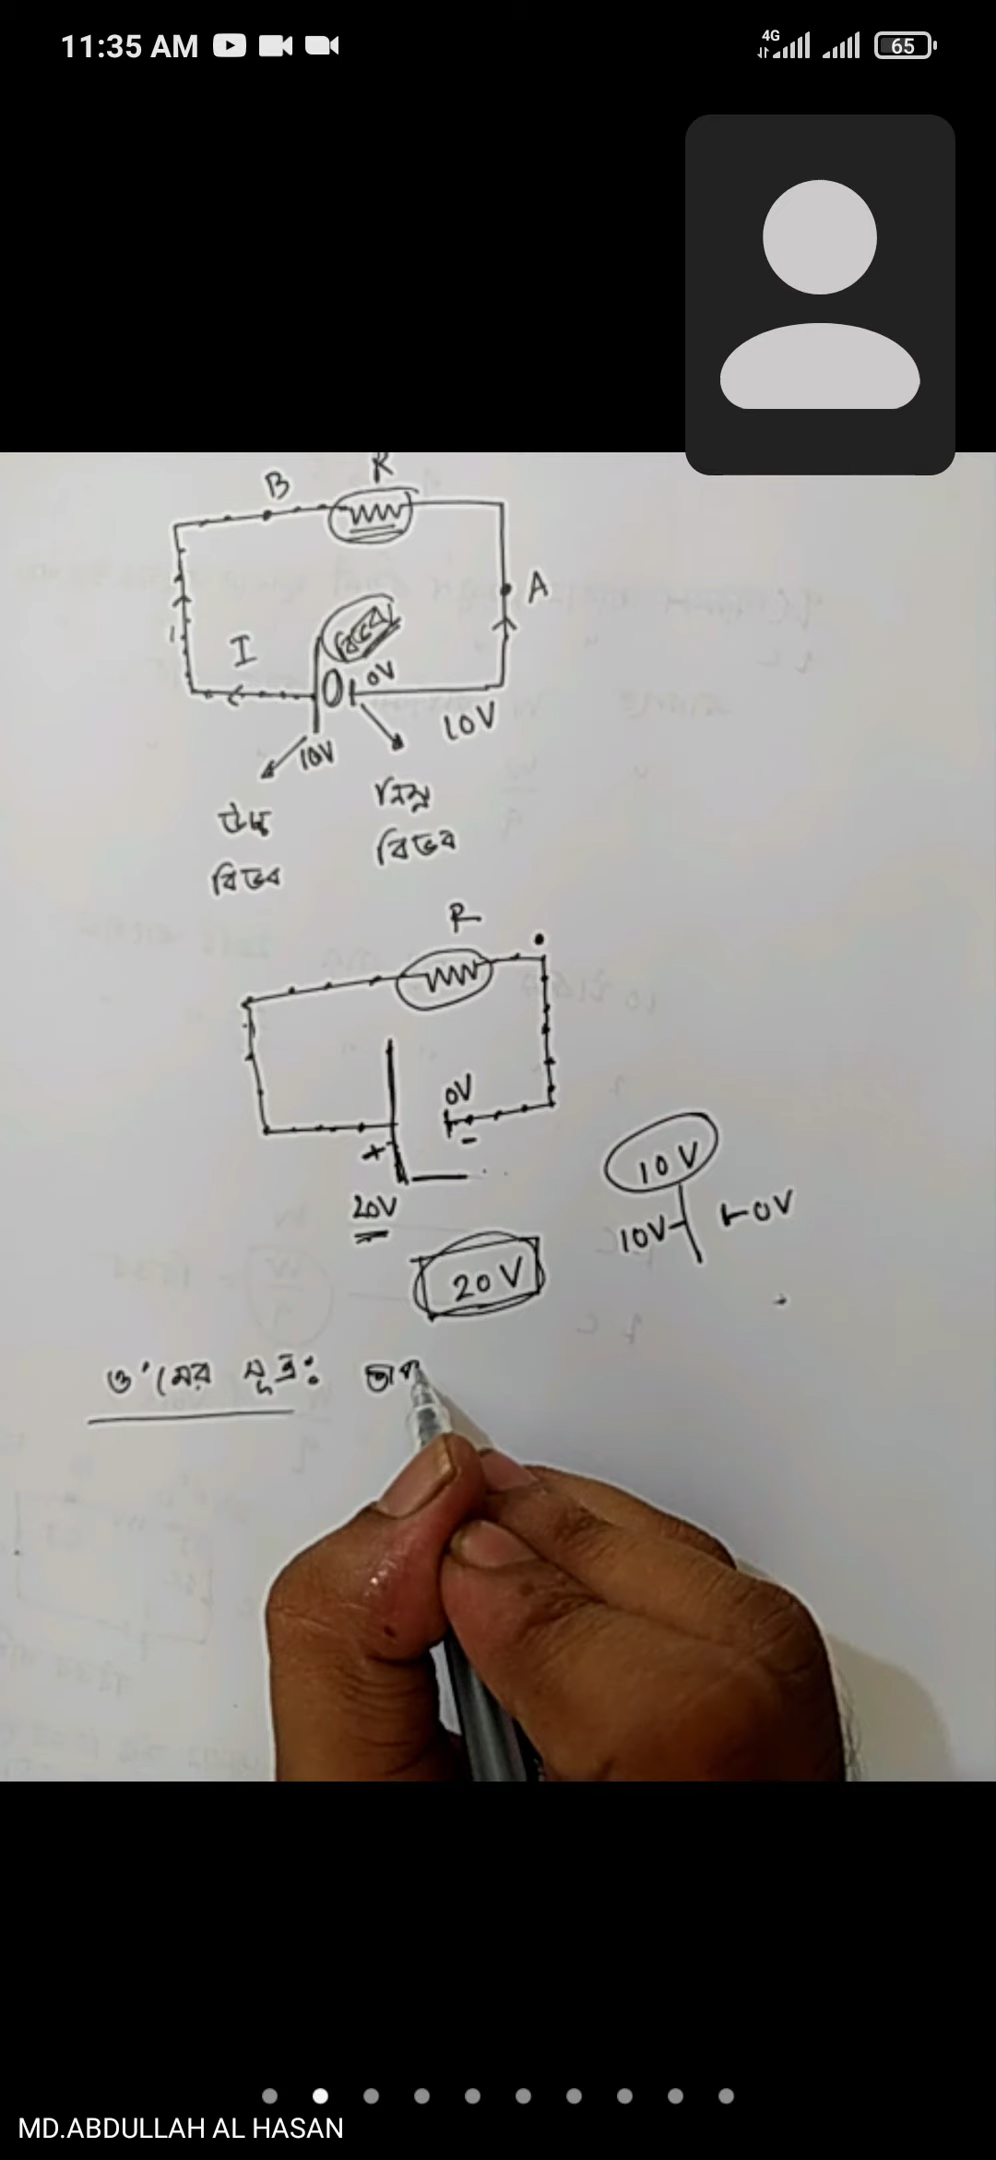 11:35 AM
4G
65
B
R
A
I
বিভব
0V
10V
10V
উচ্চ
বিভব
নিম্ন
বিভব
R
0V
+
-
20V
10V
10V
0V
20V
ও'মের সূত্র: তাপ
MD.ABDULLAH AL HASAN